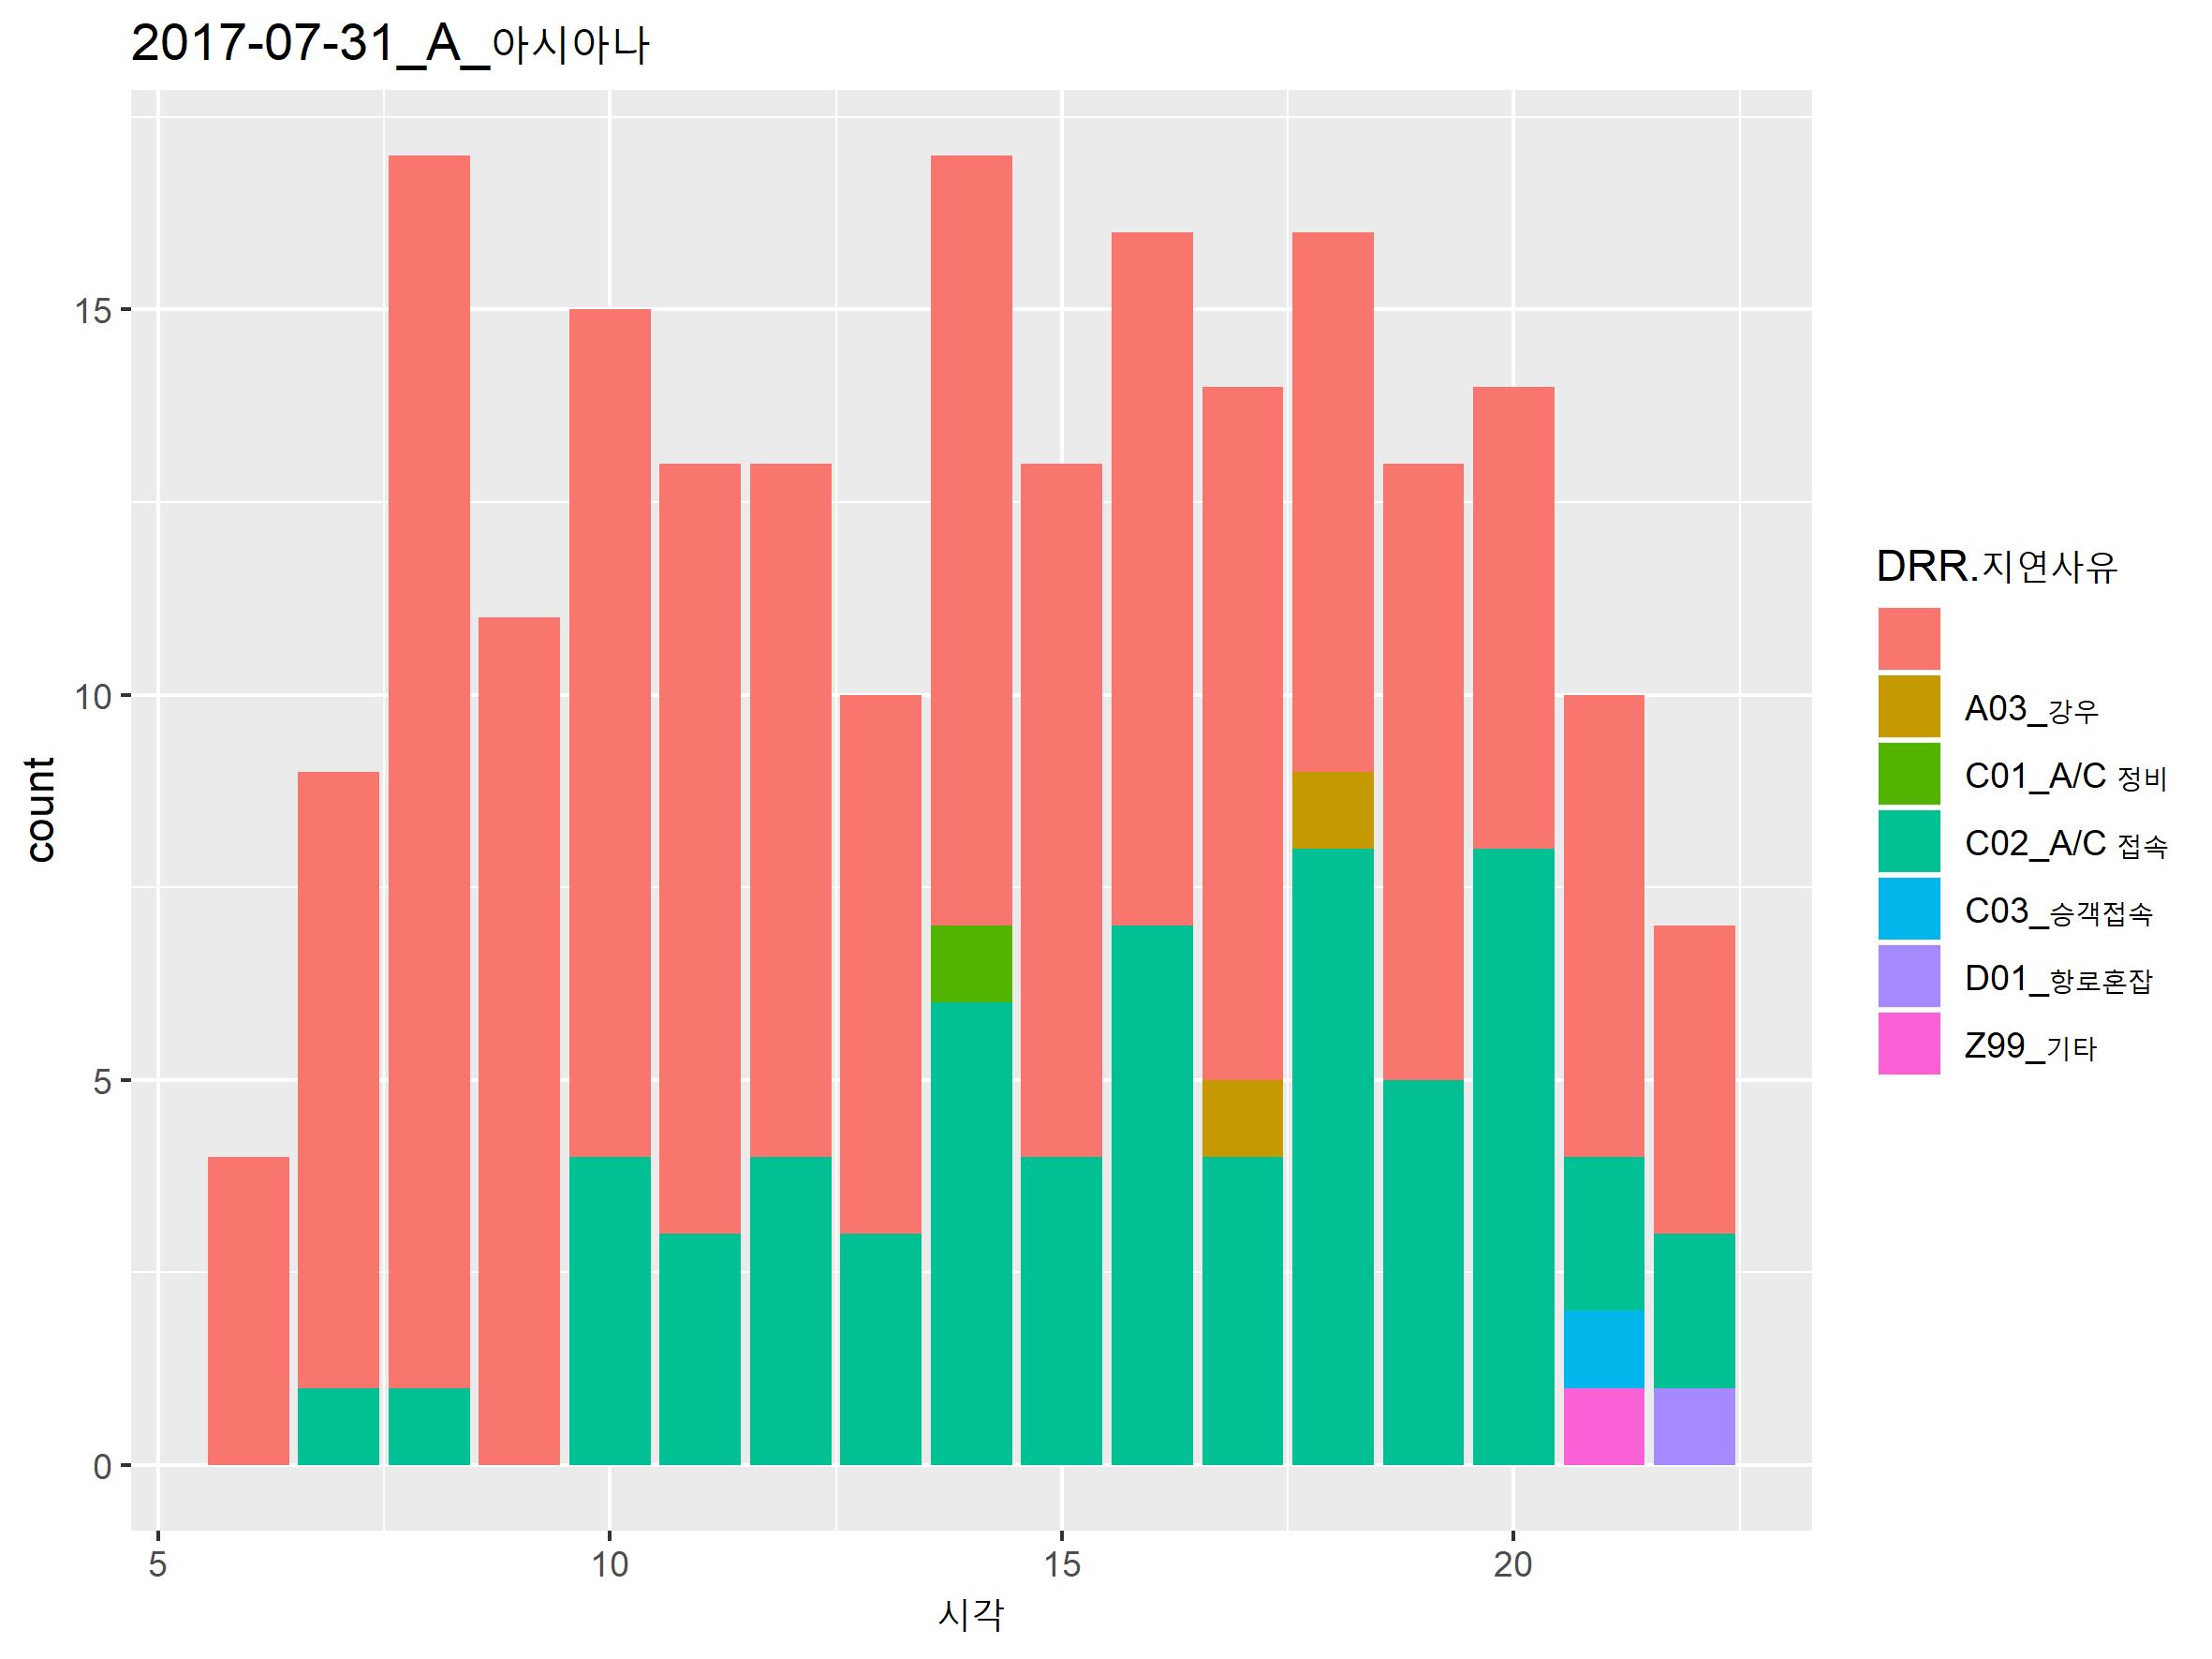 2017-07-31_A_아시아나
15
10
5
0
count
5 10 15 20
시각
DRR.지연사유
A03_강우
C01_A/C 정비
C02_A/C 접속
C03_승객접속
D01_항로혼잡
Z99_기타